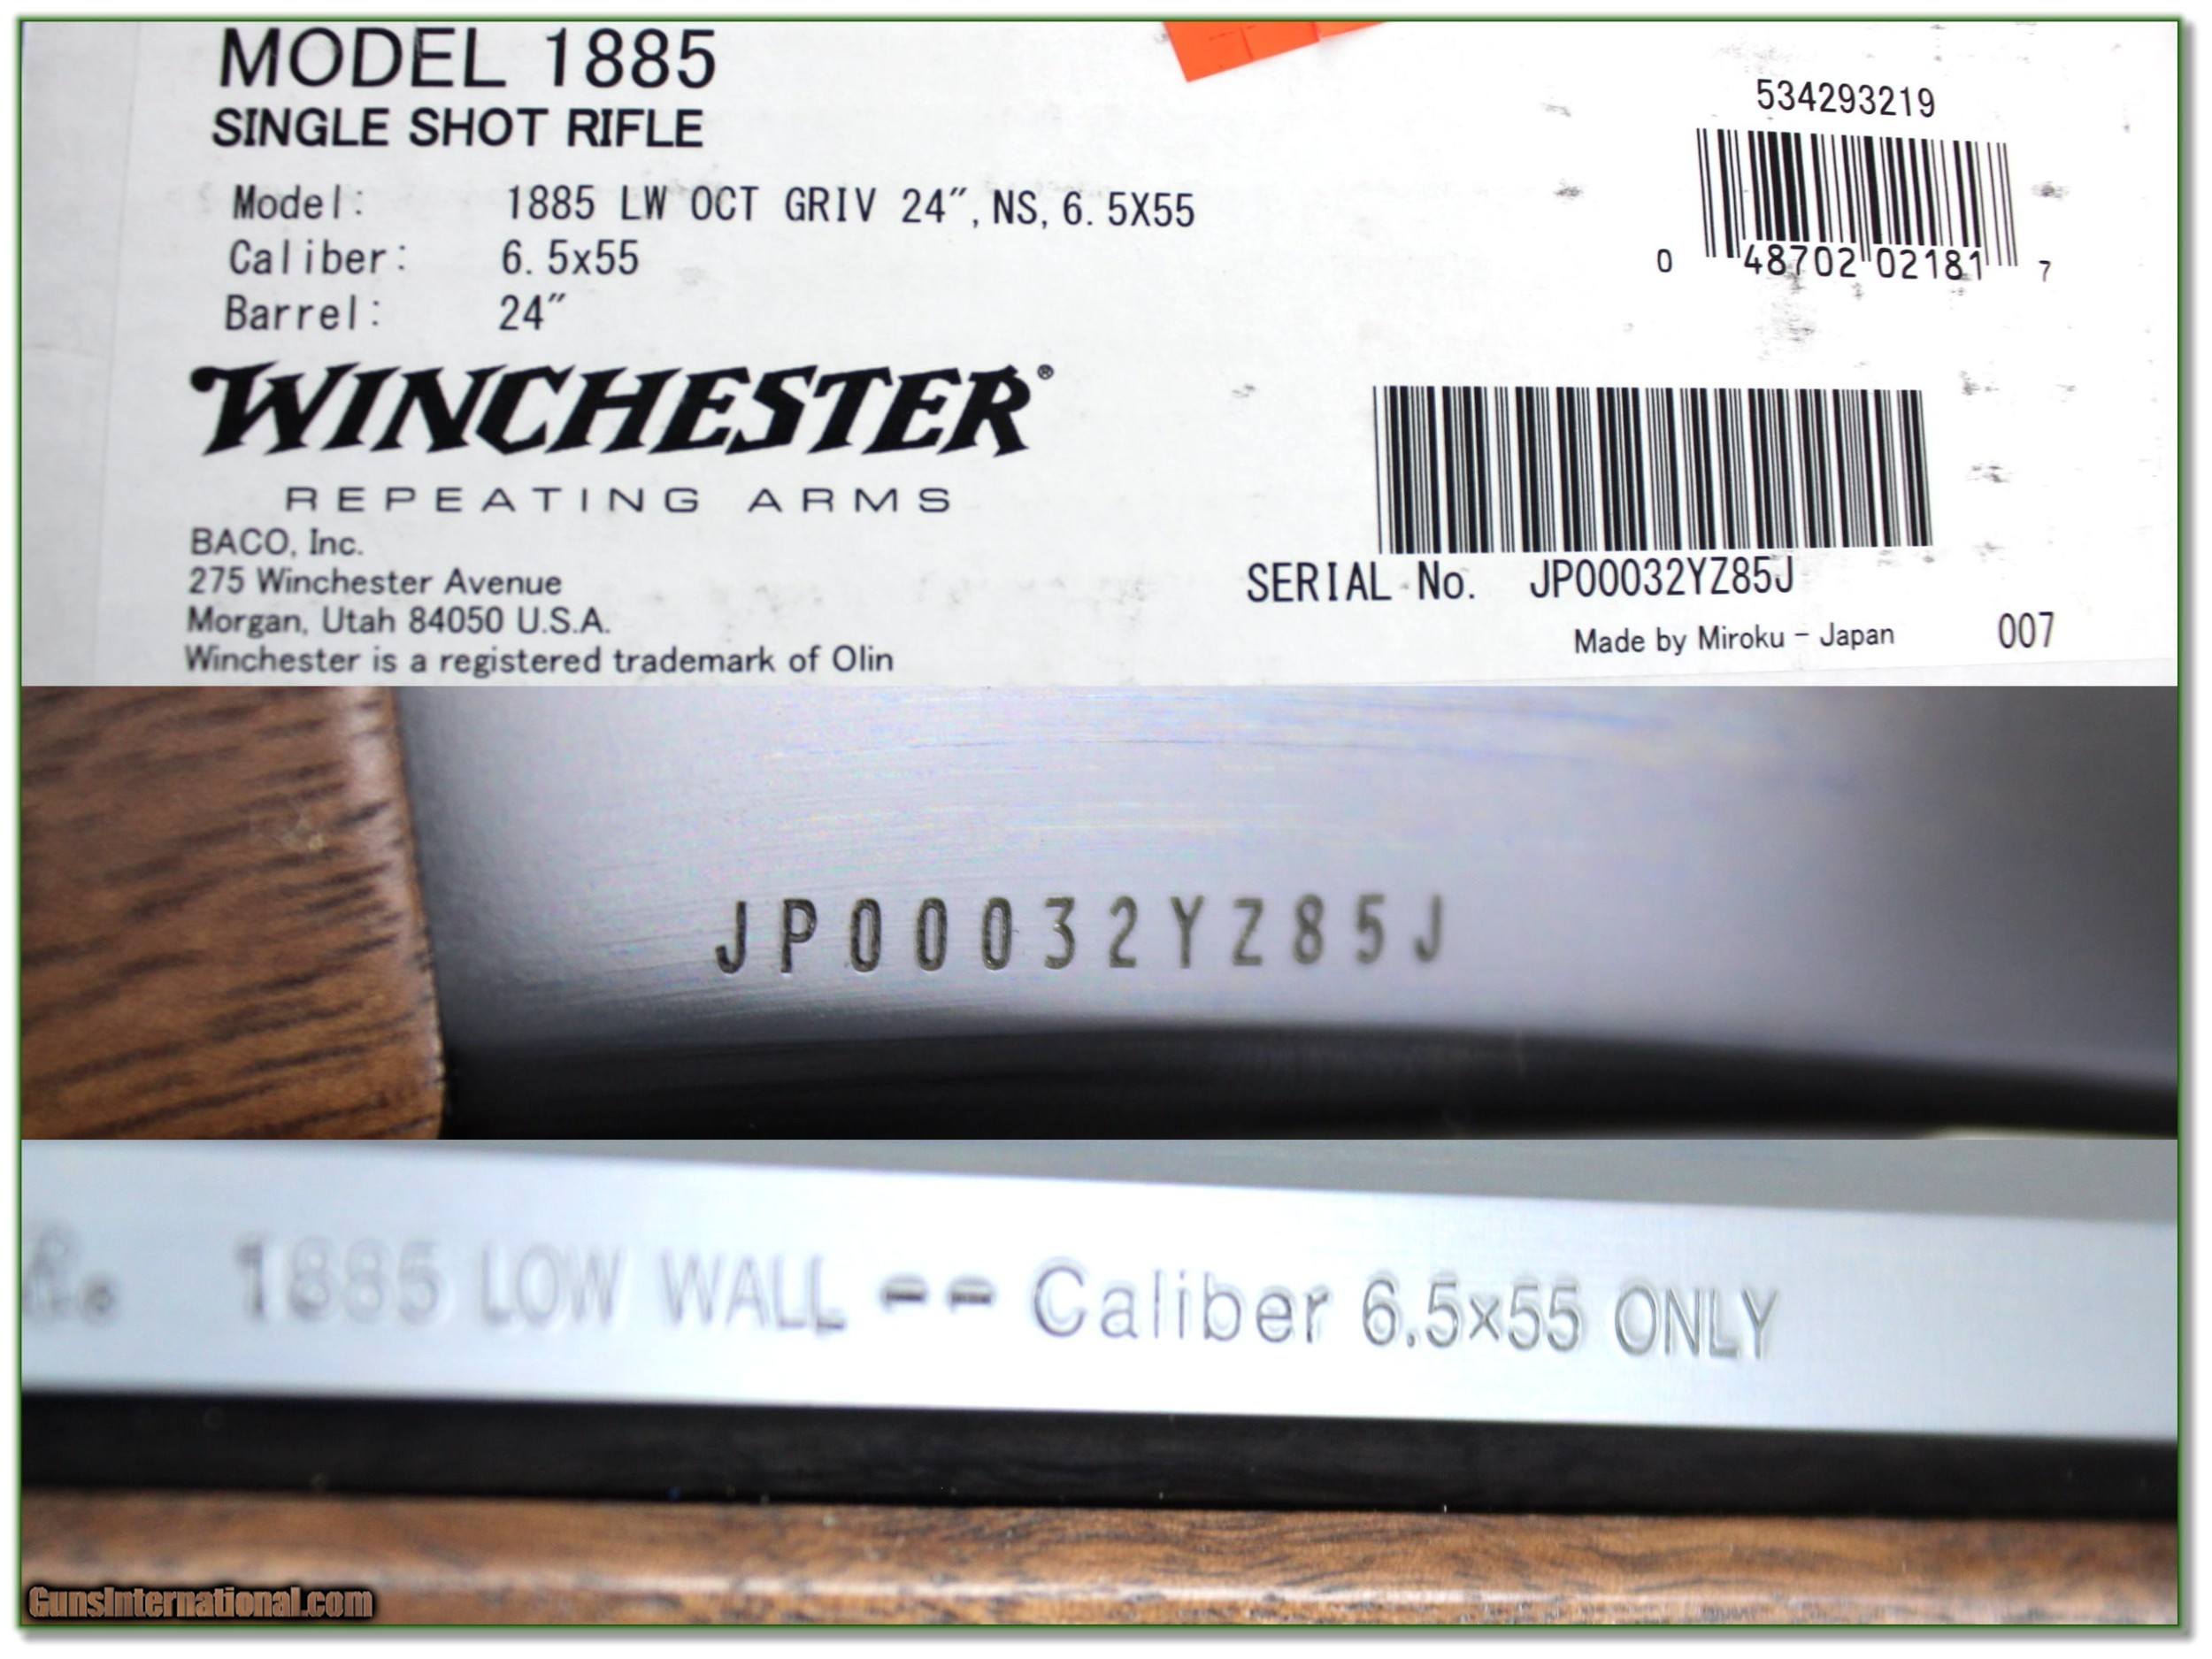 MODEL 1885
SINGLE SHOT RIFLE
Model: 1885 LW OCT GRIV 24″, NS, 6. 5X55
Caliber: 6. 5x55
Barrel: 24″
WINCHESTER®
REPEATING ARMS
BACO, Inc.
275 Winchester Avenue
Morgan, Utah 84050 U.S.A.
Winchester is a registered trademark of Olin
534293219
0 48702 02181 7
SERIAL No. JP00032YZ85J
Made by Miroku - Japan 007
JP00032YZ85J
1885 LOW WALL -- Caliber 6.5×55 ONLY
GunsInternational.com